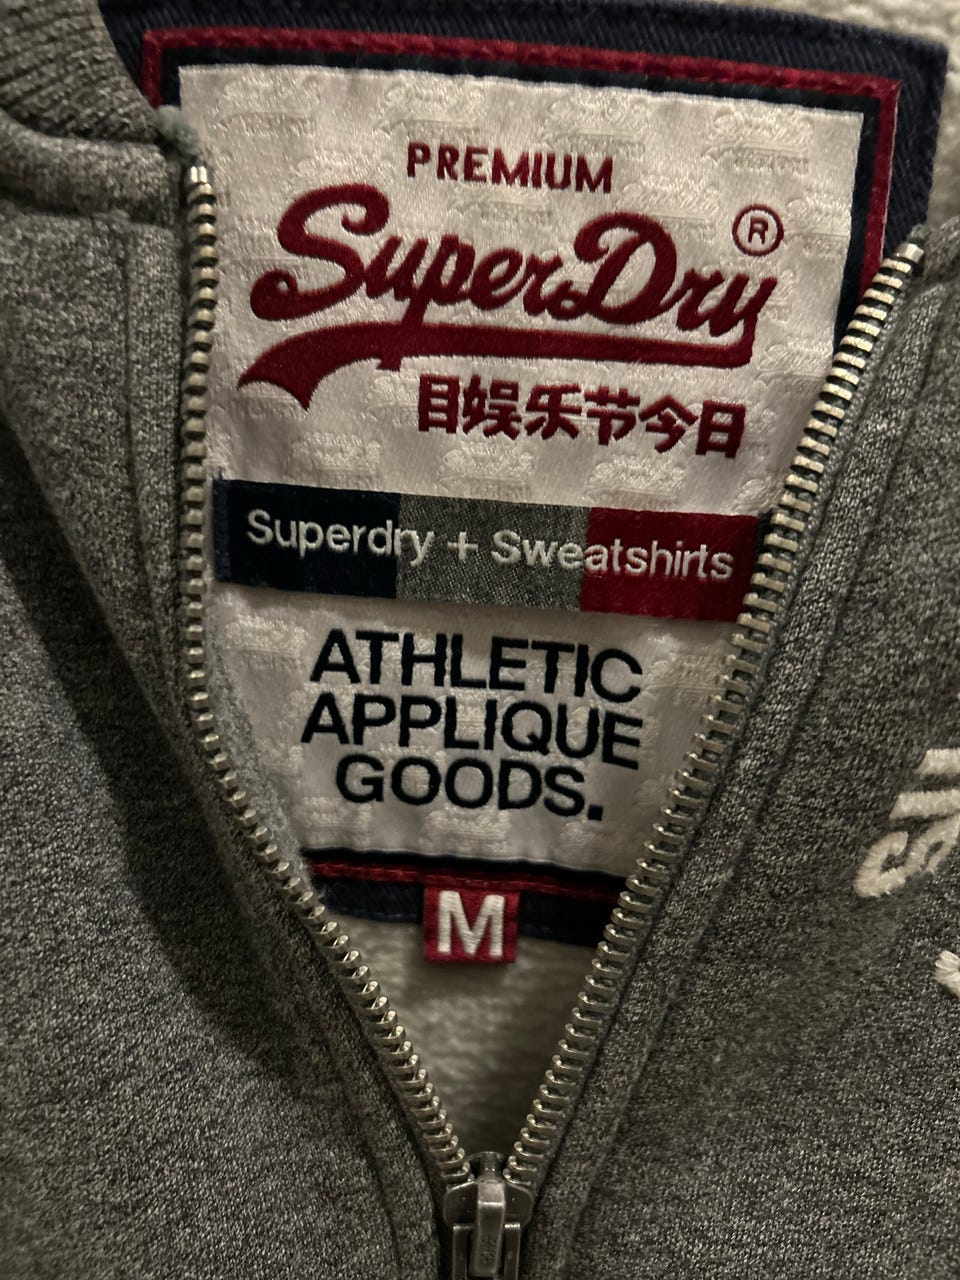 PREMIUM
SuperDry®
目娱乐节今日
Superdry + Sweatshirts
ATHLETIC
APPLIQUE
GOODS.
M